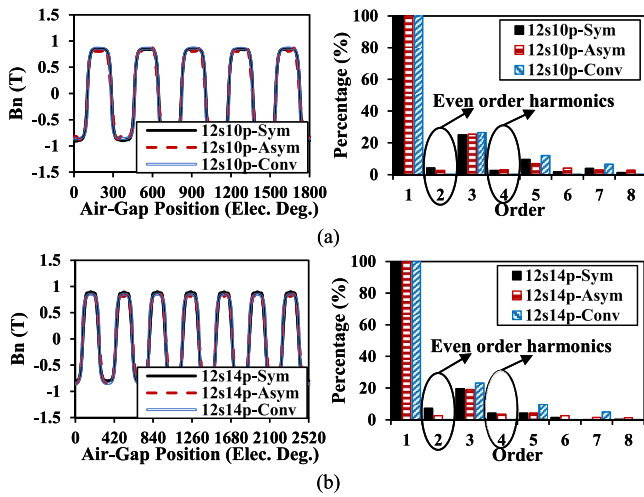 Bn (T)
1.5
1
0.5
0
-0.5
-1
-1.5
12s10p-Sym
12s10p-Asym
12s10p-Conv
0 300 600 900 1200 1500 1800
Air-Gap Position (Elec. Deg.)
Percentage (%)
100
80
60
40
20
0
12s10p-Sym
12s10p-Asym
12s10p-Conv
Even order harmonics
1 2 3 4 5 6 7 8
Order
(a)
Bn (T)
1.5
1
0.5
0
-0.5
-1
-1.5
12s14p-Sym
12s14p-Asym
12s14p-Conv
0 420 840 1260 1680 2100 2520
Air-Gap Position (Elec. Deg.)
Percentage (%)
100
80
60
40
20
0
12s14p-Sym
12s14p-Asym
12s14p-Conv
Even order harmonics
1 2 3 4 5 6 7 8
Order
(b)